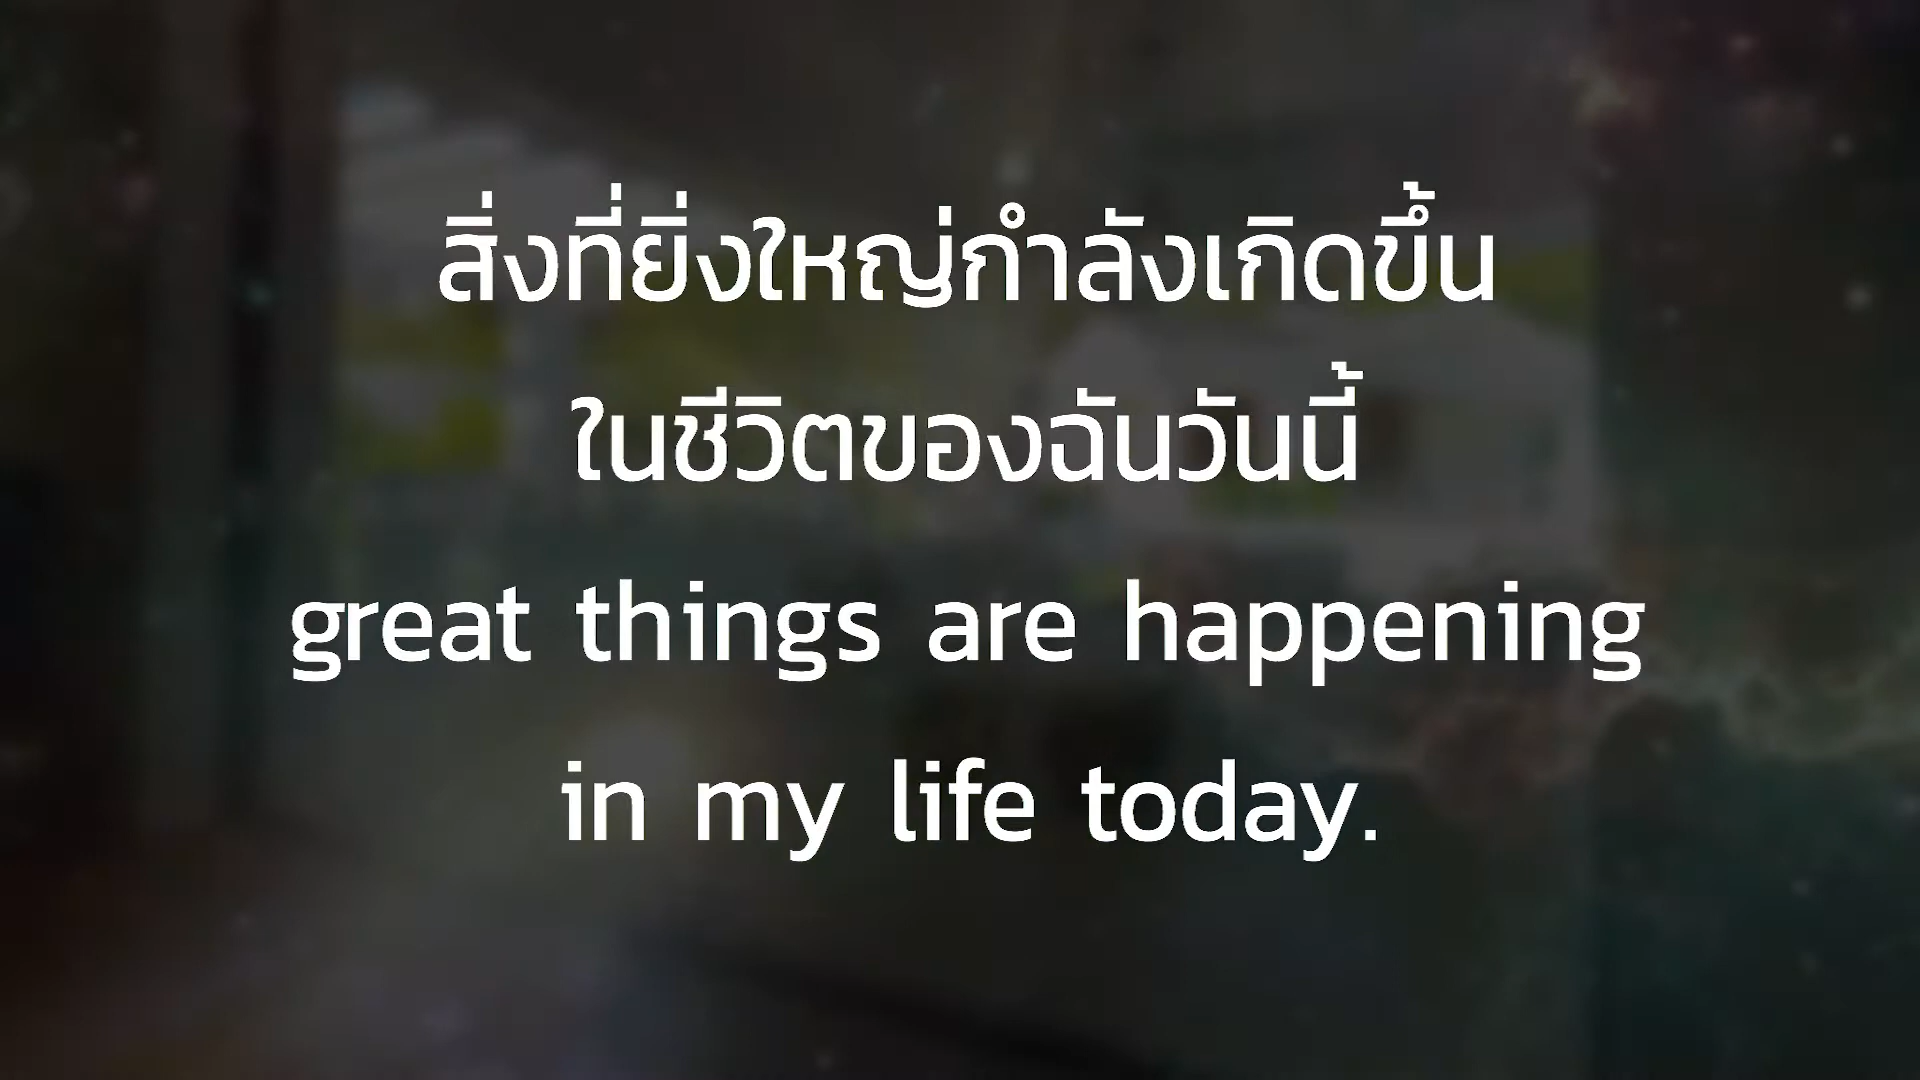 สิ่งที่ยิ่งใหญ่กำลังเกิดขึ้น
ในชีวิตของฉันวันนี้
great things are happening
in my life today.